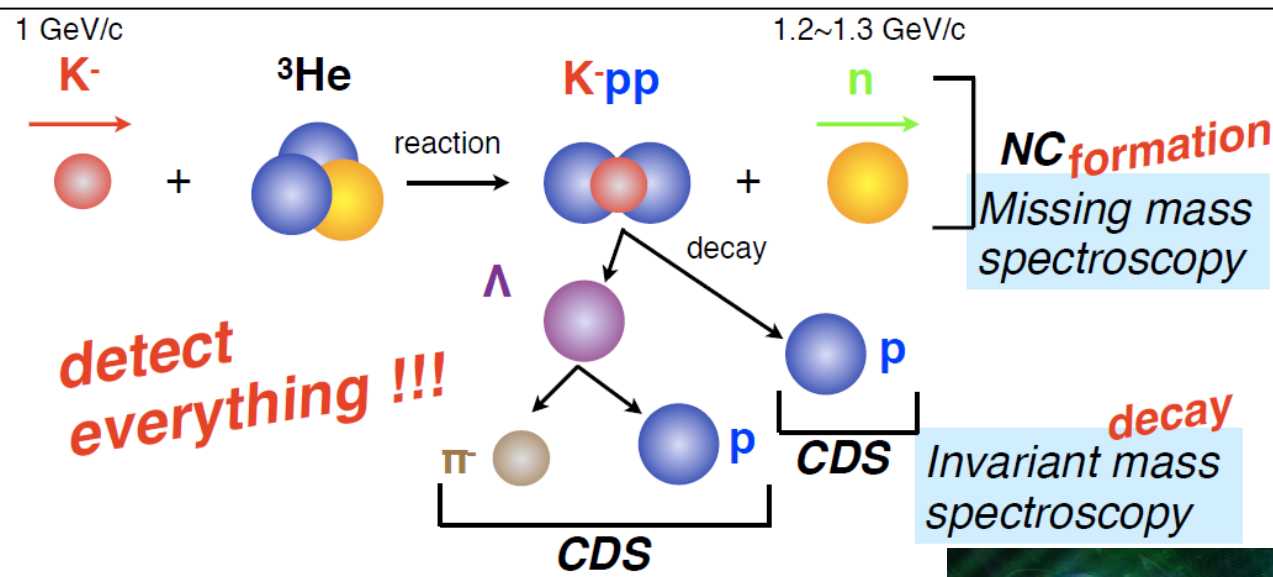 1 GeV/c
1.2~1.3 GeV/c
K-
³He
K-pp
n
+
reaction
+
NC formation
Missing mass
spectroscopy
decay
Λ
detect
everything !!!
p
π-
p
CDS
decay
Invariant mass
spectroscopy
CDS